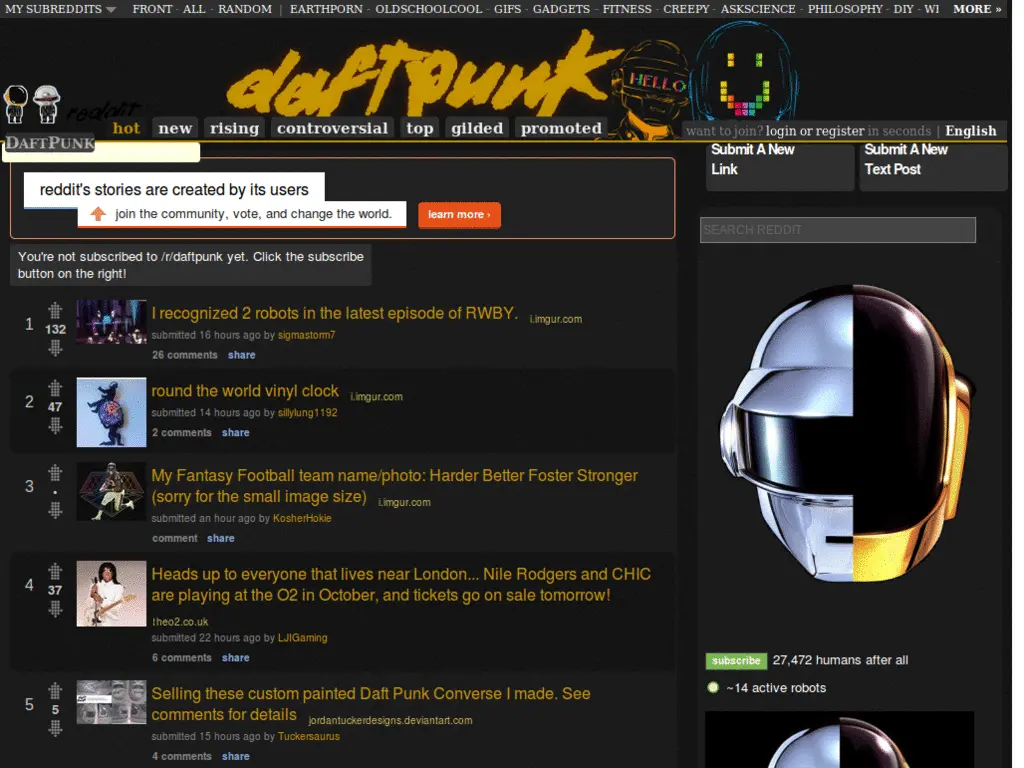 MY SUBREDDITS FRONT - ALL - RANDOM | EARTHPORN - OLDSCHOOLCOOL - GIFS - GADGETS - FITNESS - CREEPY - ASKSCIENCE - PHILOSOPHY - DIY - WI MORE »
daft punk
HELLO
reddit
hot new rising controversial top gilded promoted
want to join? login or register in seconds | English
DAFTPUNK
Submit A New Link
Submit A New Text Post
reddit's stories are created by its users
join the community, vote, and change the world. learn more ›
SEARCH REDDIT
You're not subscribed to /r/daftpunk yet. Click the subscribe
button on the right!
1 132 I recognized 2 robots in the latest episode of RWBY. i.imgur.com
submitted 16 hours ago by sigmastorm7
26 comments share
2 47 round the world vinyl clock i.imgur.com
submitted 14 hours ago by sillylung1192
2 comments share
3 • My Fantasy Football team name/photo: Harder Better Foster Stronger
(sorry for the small image size) i.imgur.com
submitted an hour ago by KosherHokie
comment share
4 37 Heads up to everyone that lives near London... Nile Rodgers and CHIC
are playing at the O2 in October, and tickets go on sale tomorrow!
theo2.co.uk
submitted 22 hours ago by LJIGaming
6 comments share
subscribe 27,472 humans after all
~14 active robots
5 5 Selling these custom painted Daft Punk Converse I made. See
comments for details jordantuckerdesigns.deviantart.com
submitted 15 hours ago by Tuckersaurus
4 comments share